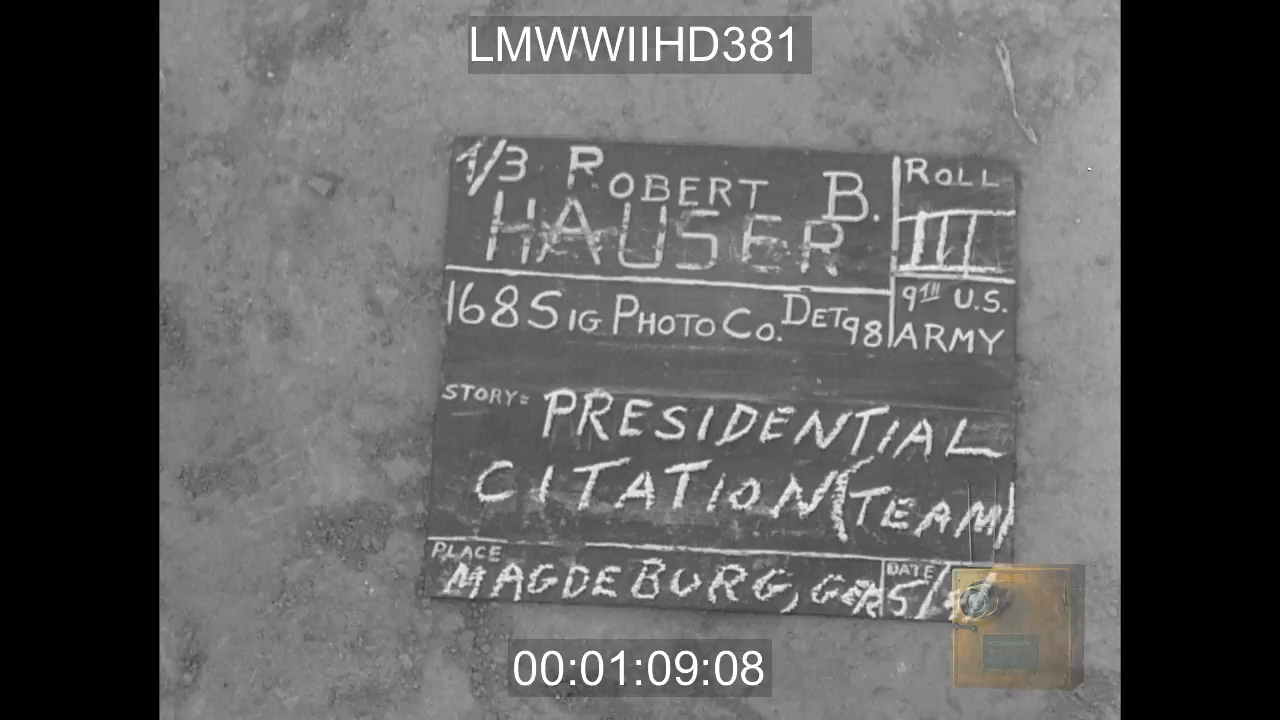 LMWWIIHD381
1/3 ROBERT B.
HAUSER
ROLL
III
168 SIG PHOTO CO. DET 98
9TH U.S.
ARMY
STORY=
PRESIDENTIAL
CITATION (TEAM)
PLACE
MAGDEBURG, GER
DATE
5/
00:01:09:08